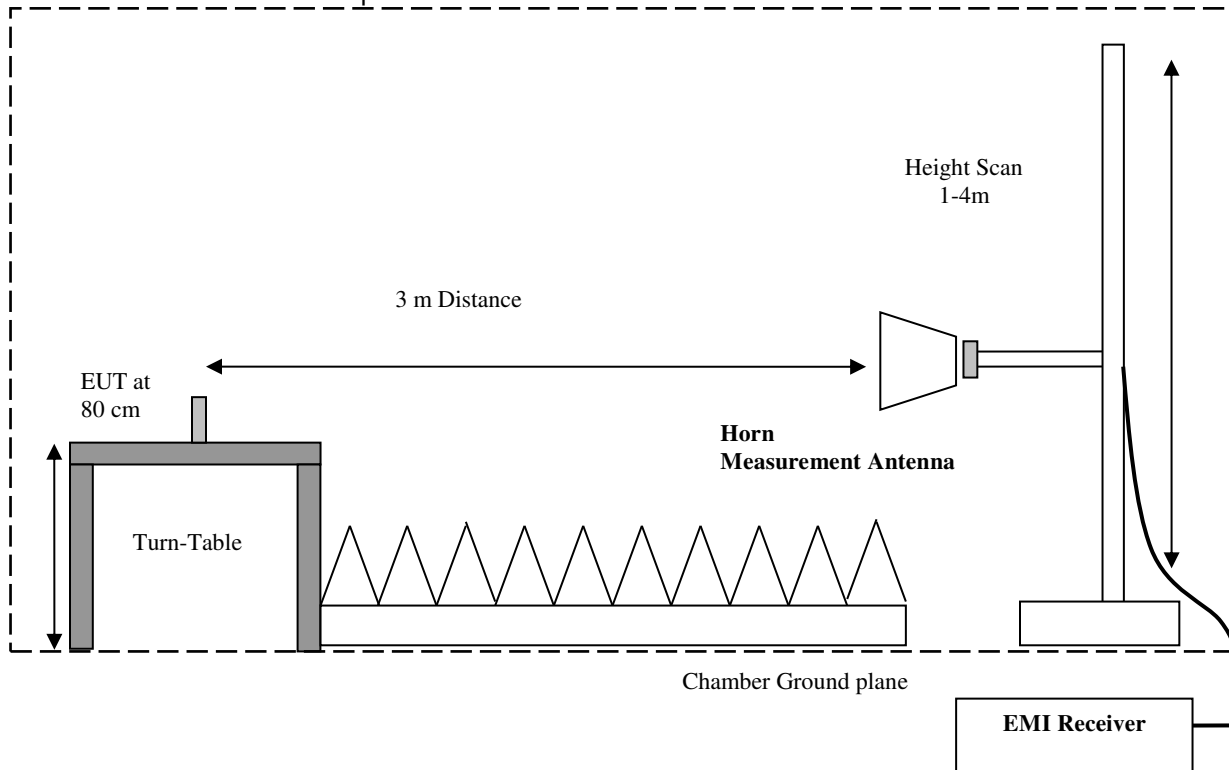 Height Scan
1-4m
3 m Distance
EUT at
80 cm
Horn
Measurement Antenna
Turn-Table
Chamber Ground plane
EMI Receiver